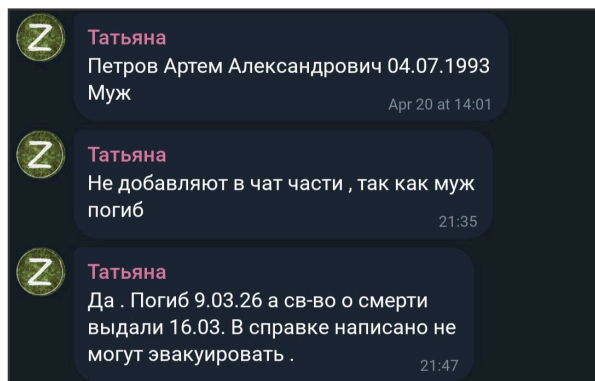 Z
Татьяна
Петров Артем Александрович 04.07.1993
Муж
Apr 20 at 14:01
Z
Татьяна
Не добавляют в чат части , так как муж
погиб
21:35
Z
Татьяна
Да . Погиб 9.03.26 а св-во о смерти
выдали 16.03. В справке написано не
могут эвакуировать .
21:47